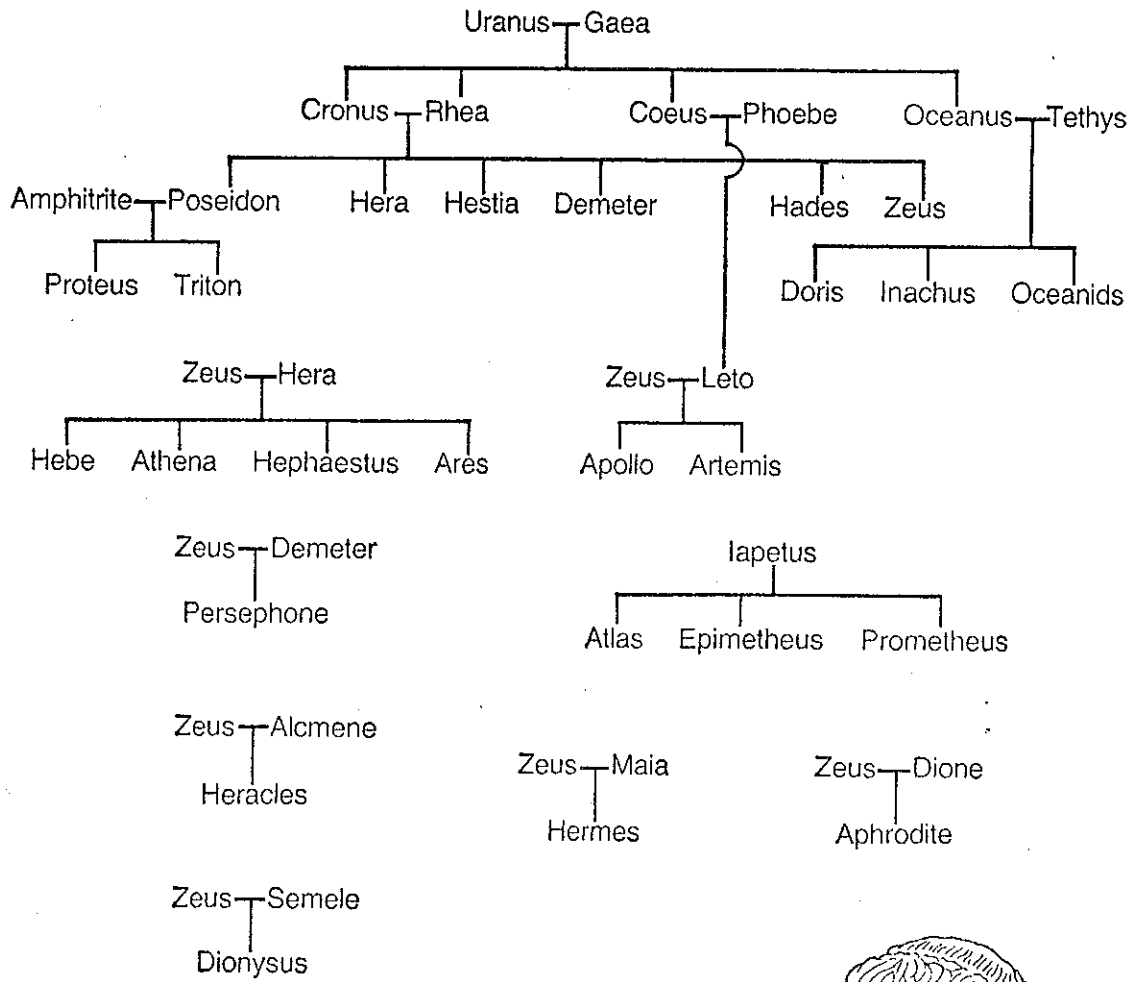 Uranus Gaea
Cronus Rhea Coeus Phoebe Oceanus Tethys
Amphitrite Poseidon Hera Hestia Demeter Hades Zeus
Proteus Triton Doris Inachus Oceanids
Zeus Hera Zeus Leto
Hebe Athena Hephaestus Ares Apollo Artemis
Zeus Demeter Iapetus
Persephone
Atlas Epimetheus Prometheus
Zeus Alcmene
Zeus Maia Zeus Dione
Heracles
Hermes Aphrodite
Zeus Semele
Dionysus